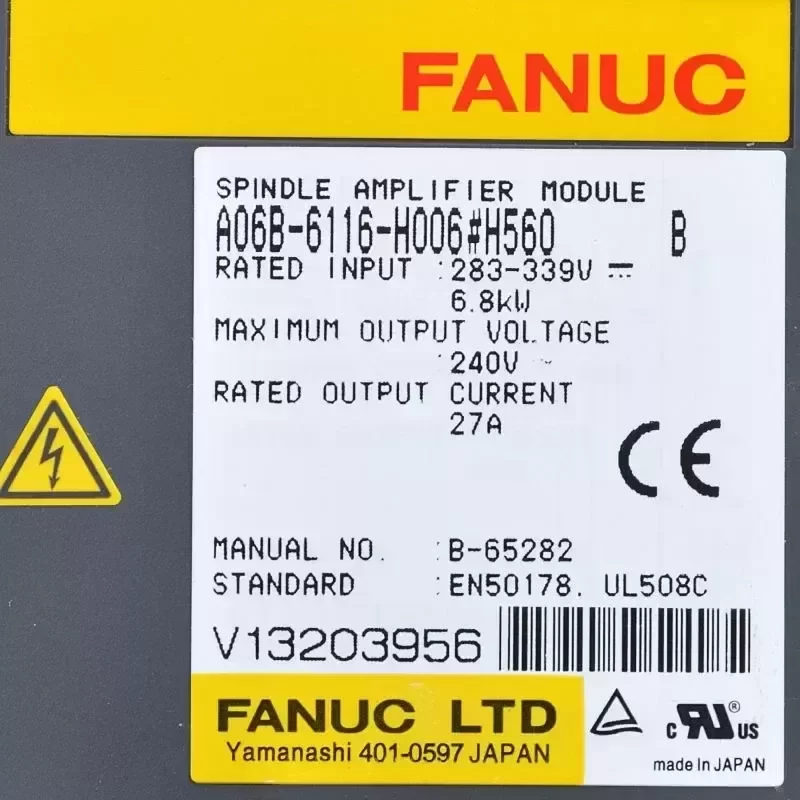 FANUC
SPINDLE AMPLIFIER MODULE
A06B-6116-H006#H560 B
RATED INPUT :283-339V ⎓
6.8kW
MAXIMUM OUTPUT VOLTAGE
:240V ~
RATED OUTPUT CURRENT
27A
CE
MANUAL NO. :B-65282
STANDARD :EN50178. UL508C
V13203956
FANUC LTD
Yamanashi 401-0597 JAPAN
c RU ® US
made in JAPAN